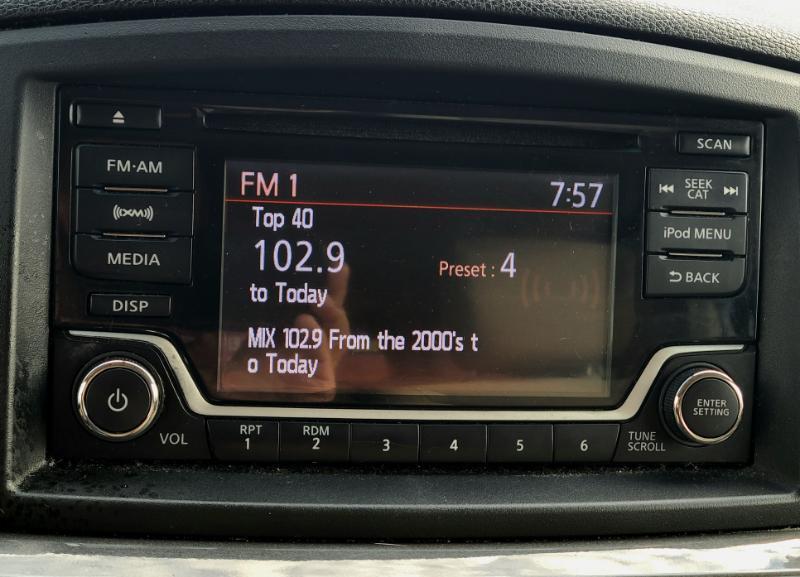 SCAN
FM·AM
SEEK
CAT
((XM))
iPod MENU
MEDIA
BACK
DISP
FM 1 7:57
Top 40
102.9 Preset : 4
to Today
MIX 102.9 From the 2000's t
o Today
VOL
RPT
1
RDM
2
3
4
5
6
TUNE
SCROLL
ENTER
SETTING